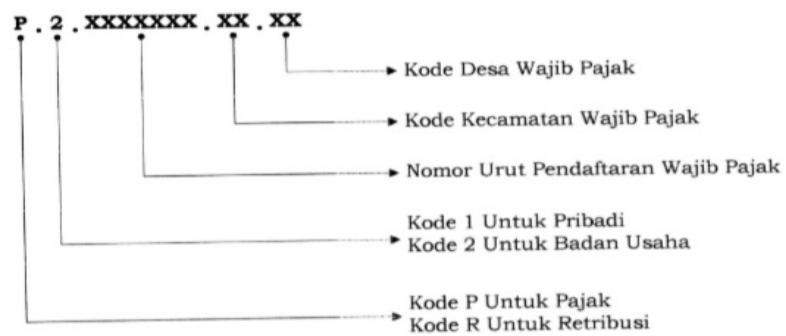 P . 2 . XXXXXXX . XX . XX
Kode Desa Wajib Pajak
Kode Kecamatan Wajib Pajak
Nomor Urut Pendaftaran Wajib Pajak
Kode 1 Untuk Pribadi
Kode 2 Untuk Badan Usaha
Kode P Untuk Pajak
Kode R Untuk Retribusi